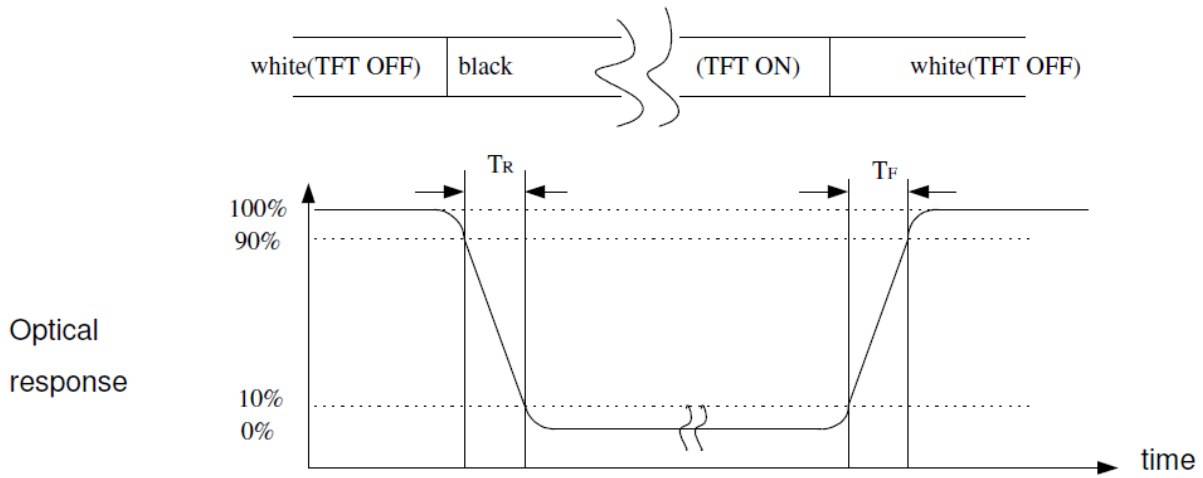 white(TFT OFF) black (TFT ON) white(TFT OFF)
TR TF
100%
90%
Optical
response
10%
0%
time